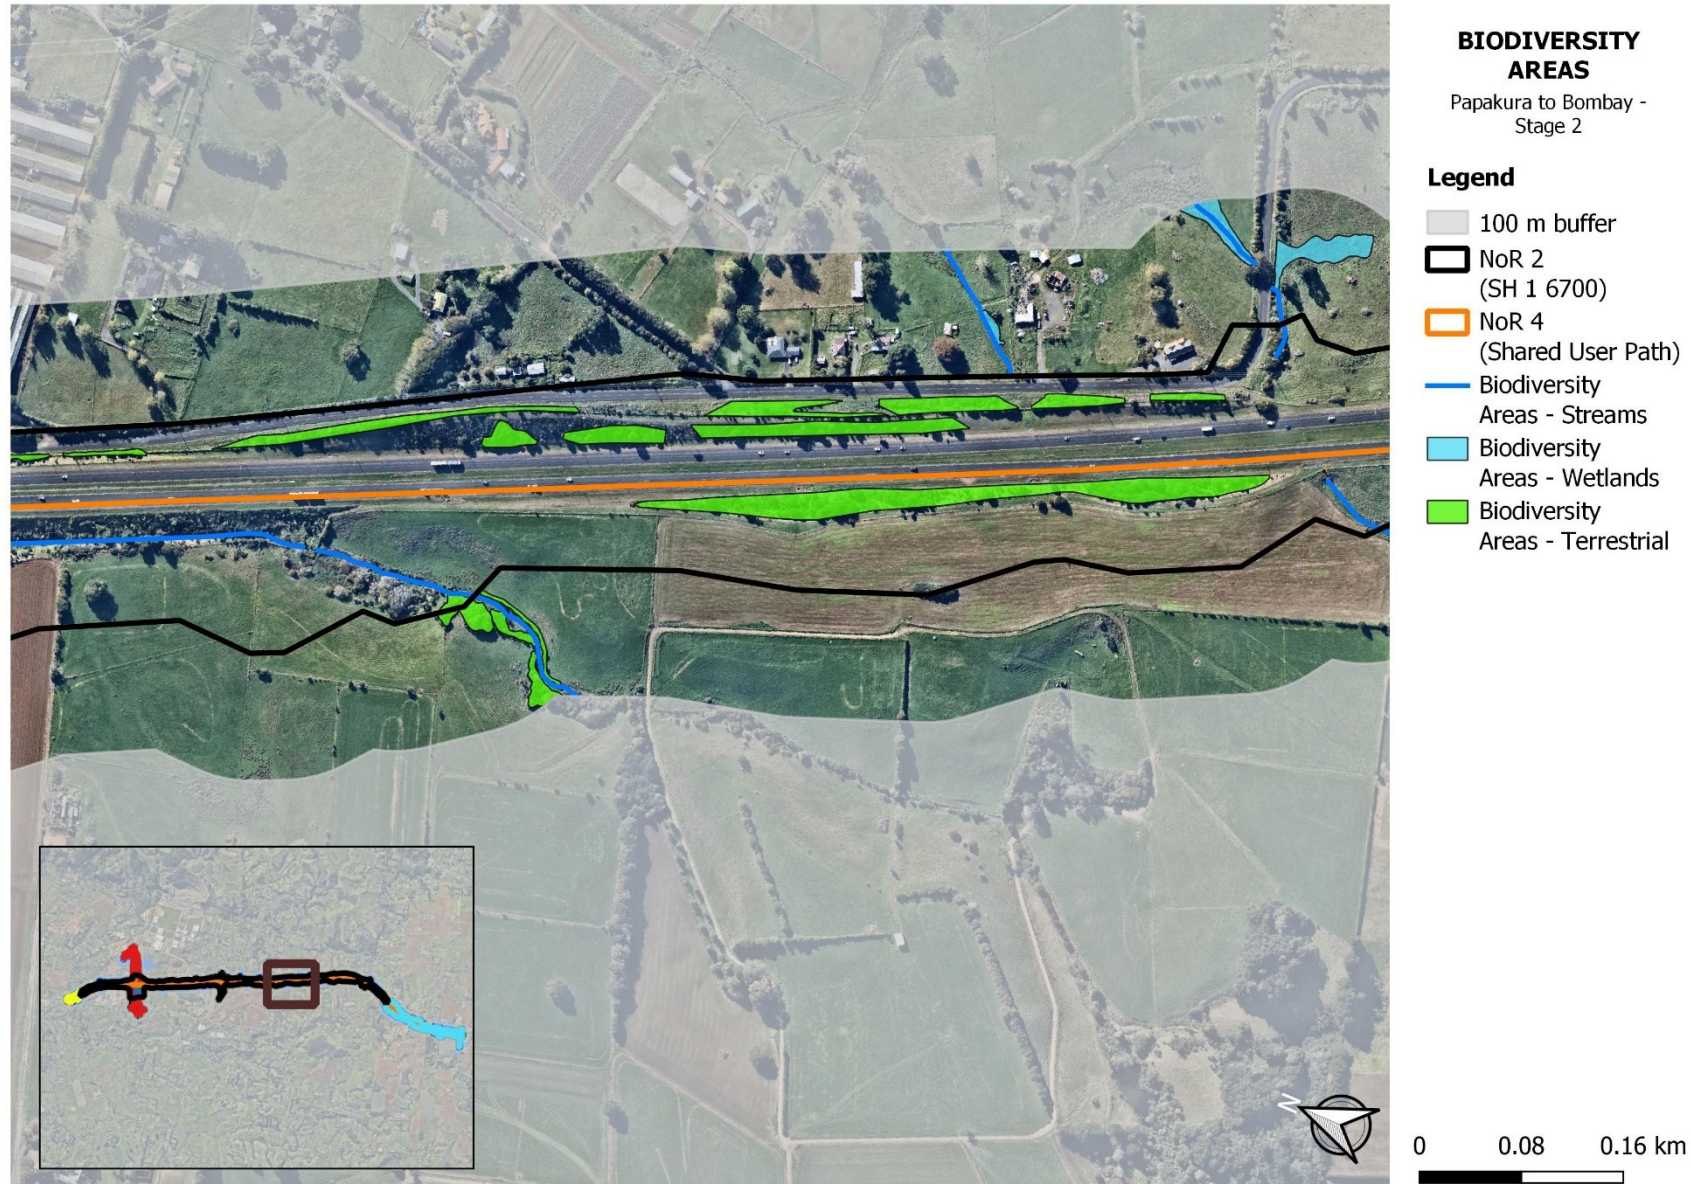 BIODIVERSITY
AREAS
Papakura to Bombay -
Stage 2
Legend
100 m buffer
NoR 2
(SH 1 6700)
NoR 4
(Shared User Path)
Biodiversity
Areas - Streams
Biodiversity
Areas - Wetlands
Biodiversity
Areas - Terrestrial
N
0 0.08 0.16 km